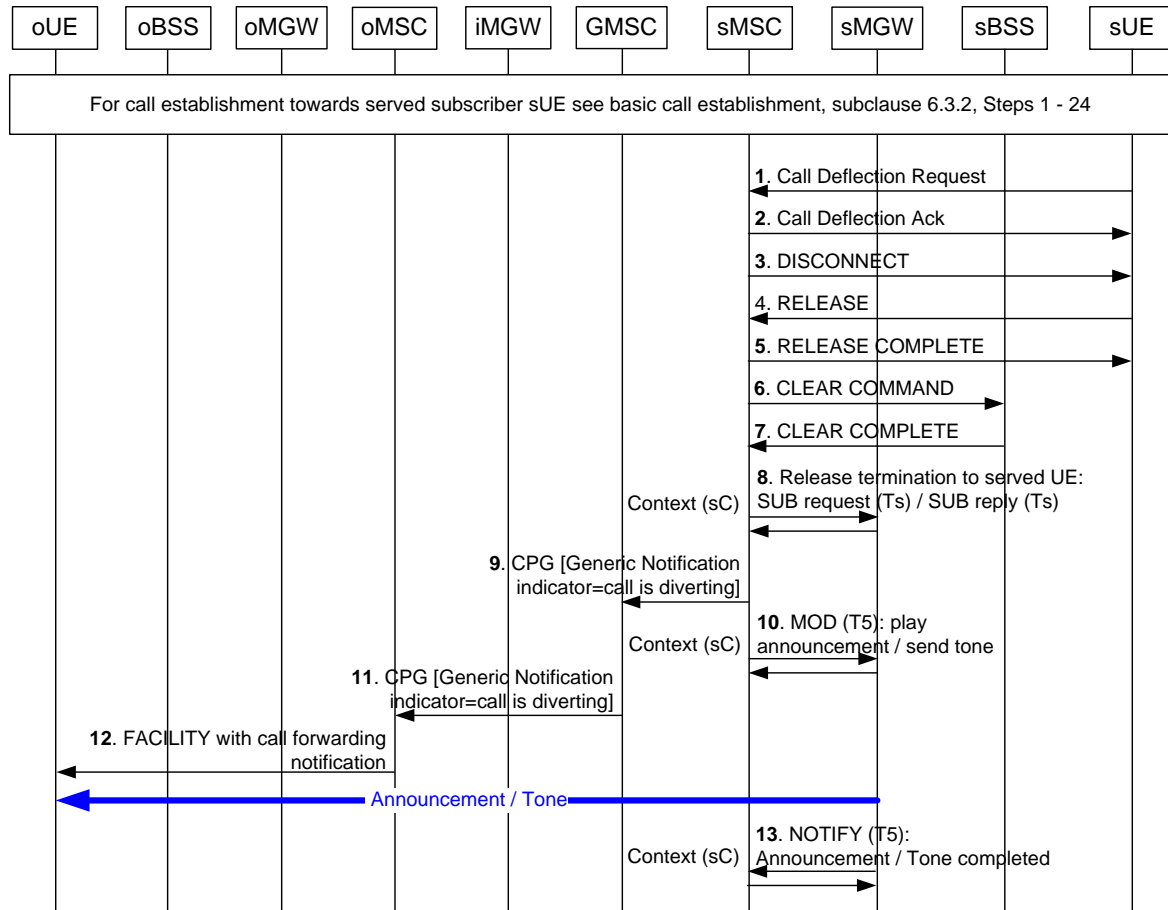 oUE oBSS oMGW oMSC iMGW GMSC sMSC sMGW sBSS sUE
For call establishment towards served subscriber sUE see basic call establishment, subclause 6.3.2, Steps 1 - 24
1. Call Deflection Request
2. Call Deflection Ack
3. DISCONNECT
4. RELEASE
5. RELEASE COMPLETE
6. CLEAR COMMAND
7. CLEAR COMPLETE
8. Release termination to served UE:
SUB request (Ts) / SUB reply (Ts)
Context (sC)
9. CPG [Generic Notification
indicator=call is diverting]
10. MOD (T5): play
announcement / send tone
Context (sC)
11. CPG [Generic Notification
indicator=call is diverting]
12. FACILITY with call forwarding
notification
Announcement / Tone
13. NOTIFY (T5):
Announcement / Tone completed
Context (sC)